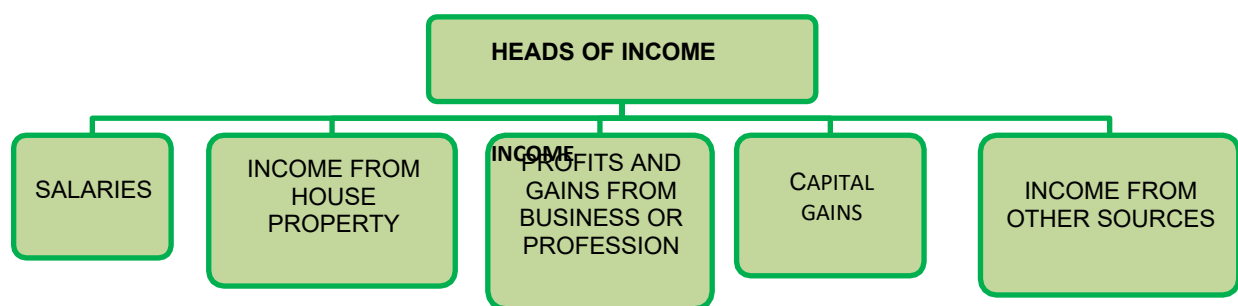 HEADS OF INCOME
SALARIES
INCOME FROM
HOUSE
PROPERTY
INCOME
PROFITS AND
GAINS FROM
BUSINESS OR
PROFESSION
CAPITAL
GAINS
INCOME FROM
OTHER SOURCES